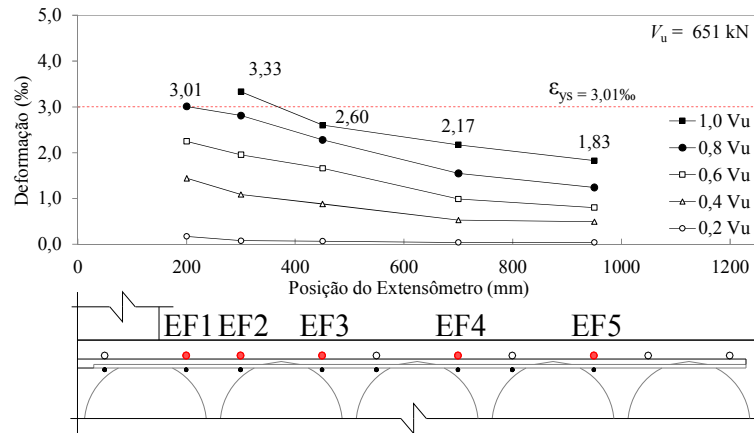 5,0
4,0
3,0
2,0
1,0
0,0
Deformação (‰)
V_u = 651 kN
3,01
3,33
2,60
2,17
1,83
ε_ys = 3,01‰
1,0 Vu
0,8 Vu
0,6 Vu
0,4 Vu
0,2 Vu
0 200 400 600 800 1000 1200
Posição do Extensômetro (mm)
EF1 EF2 EF3 EF4 EF5